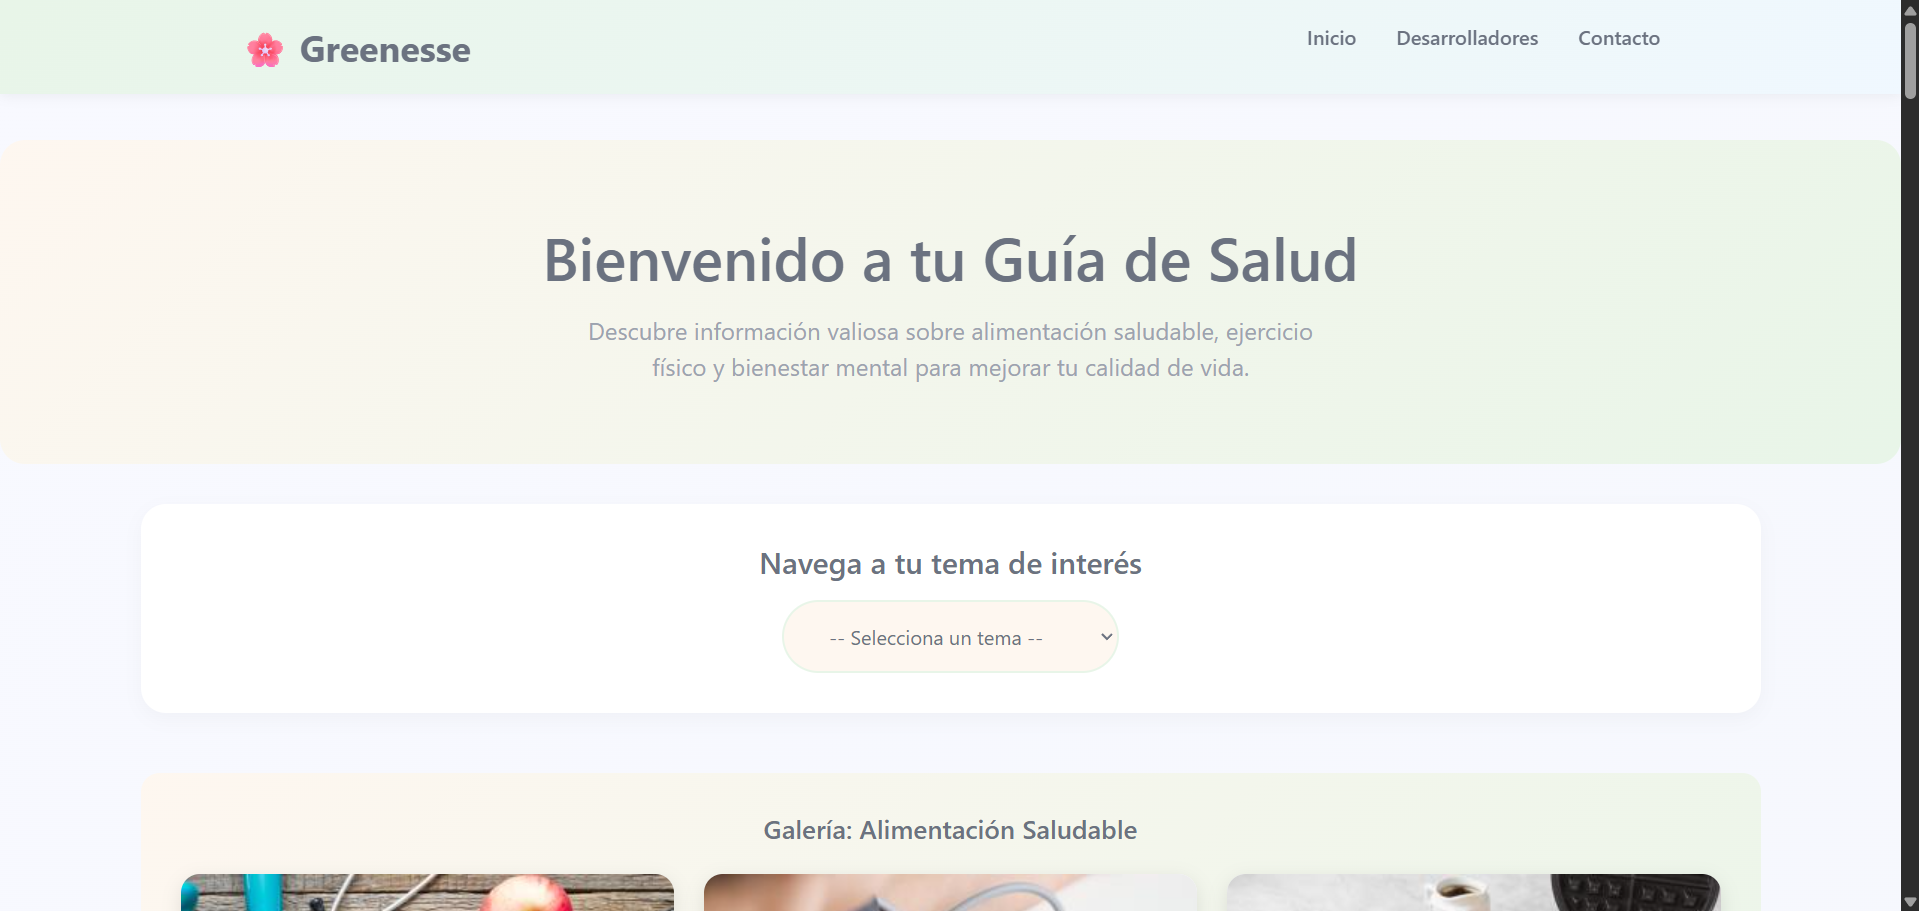 Greenesse
Inicio
Desarrolladores
Contacto
Bienvenido a tu Guía de Salud
Descubre información valiosa sobre alimentación saludable, ejercicio
físico y bienestar mental para mejorar tu calidad de vida.
Navega a tu tema de interés
-- Selecciona un tema --
Galería: Alimentación Saludable